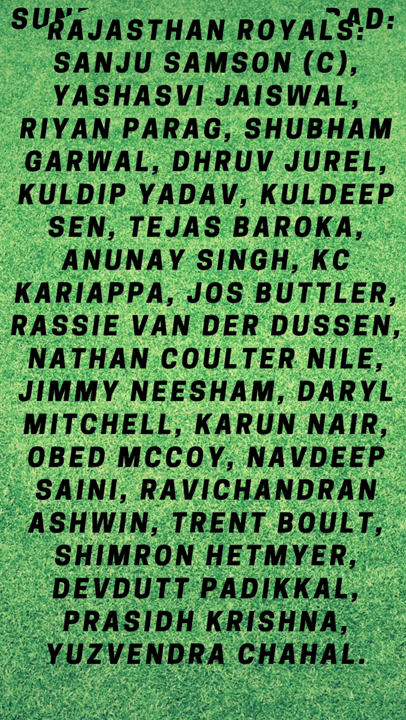 RAJASTHAN ROYALS:
SANJU SAMSON (C),
YASHASVI JAISWAL,
RIYAN PARAG, SHUBHAM
GARWAL, DHRUV JUREL,
KULDIP YADAV, KULDEEP
SEN, TEJAS BAROKA,
ANUNAY SINGH, KC
KARIAPPA, JOS BUTTLER,
RASSIE VAN DER DUSSEN,
NATHAN COULTER NILE,
JIMMY NEESHAM, DARYL
MITCHELL, KARUN NAIR,
OBED MCCOY, NAVDEEP
SAINI, RAVICHANDRAN
ASHWIN, TRENT BOULT,
SHIMRON HETMYER,
DEVDUTT PADIKKAL,
PRASIDH KRISHNA,
YUZVENDRA CHAHAL.